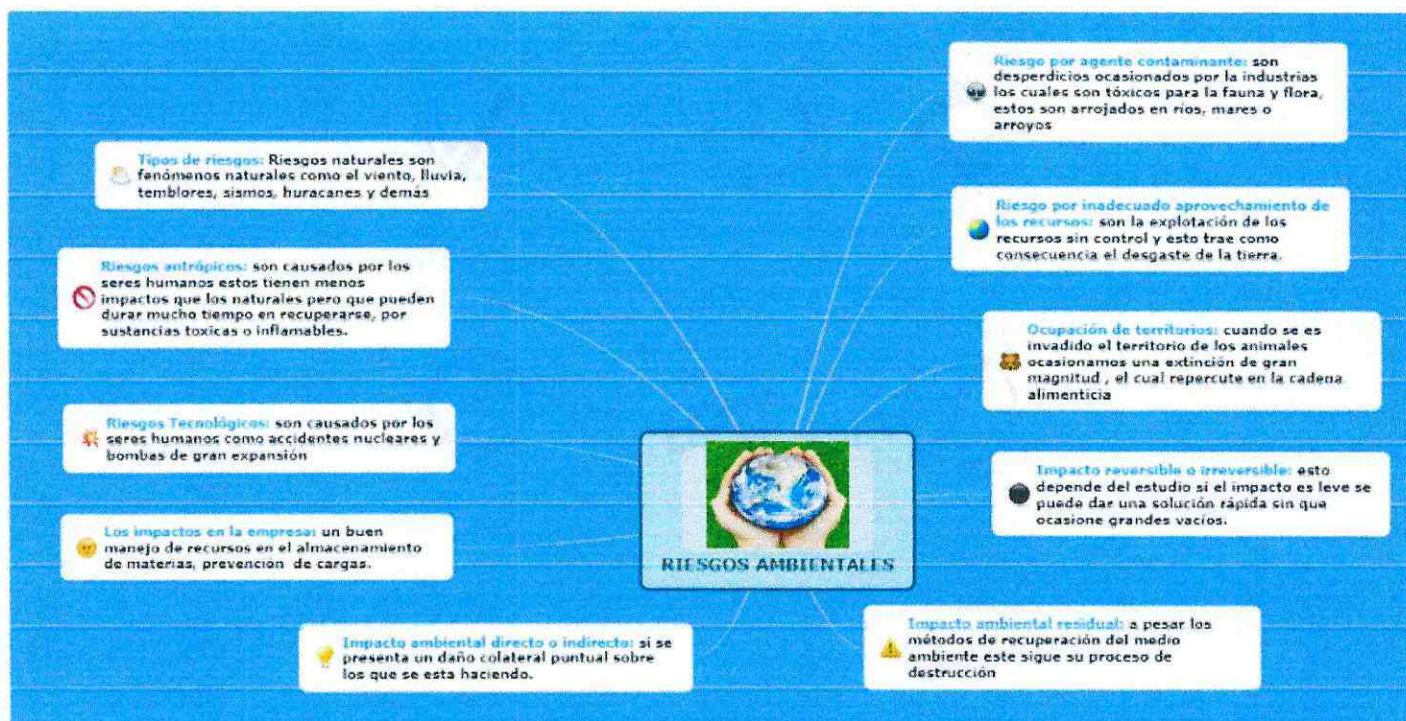 Tipos de riesgos: Riesgos naturales son
fenómenos naturales como el viento, lluvia,
temblores, sismos, huracanes y demás
Riesgos antrópicos: son causados por los
seres humanos estos tienen menos
impactos que los naturales pero que pueden
durar mucho tiempo en recuperarse, por
sustancias toxicas o inflamables.
Riesgos Tecnológicos: son causados por los
seres humanos como accidentes nucleares y
bombas de gran expansión
Los impactos en la empresa: un buen
manejo de recursos en el almacenamiento
de materias, prevención de cargas.
Impacto ambiental directo o indirecto: si se
presenta un daño colateral puntual sobre
los que se esta haciendo.
RIESGOS AMBIENTALES
Riesgo por agente contaminante: son
desperdicios ocasionados por la industrias
los cuales son tóxicos para la fauna y flora,
estos son arrojados en ríos, mares o
arroyos
Riesgo por inadecuado aprovechamiento de
los recursos: son la explotación de los
recursos sin control y esto trae como
consecuencia el desgaste de la tierra.
Ocupación de territorios: cuando se es
invadido el territorio de los animales
ocasionamos una extinción de gran
magnitud , el cual repercute en la cadena
alimenticia
Impacto reversible o irreversible: esto
depende del estudio si el impacto es leve se
puede dar una solución rápida sin que
ocasione grandes vacíos.
Impacto ambiental residual: a pesar los
métodos de recuperación del medio
ambiente este sigue su proceso de
destrucción